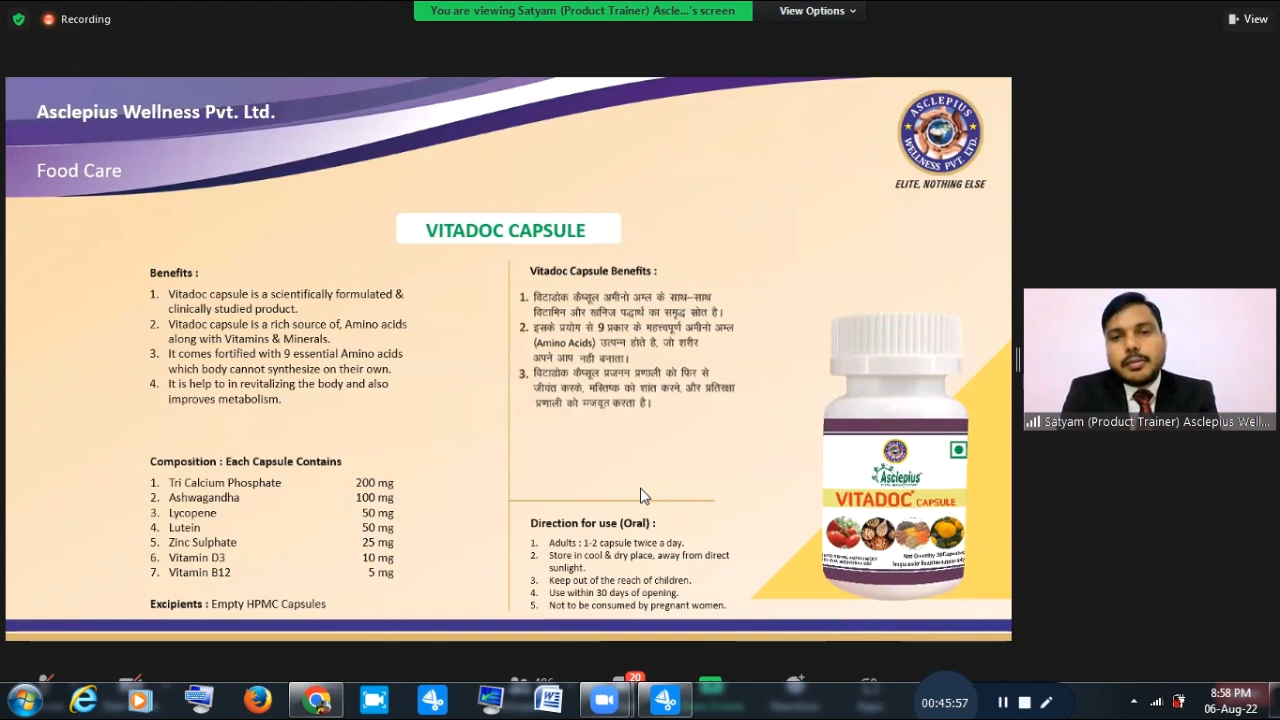 Recording
You are viewing Satyam (Product Trainer) Ascle...'s screen
View Options
View
Asclepius Wellness Pvt. Ltd.
Food Care
ASCLEPIUS
WELLNESS PVT. LTD.
ELITE, NOTHING ELSE
VITADOC CAPSULE
Benefits :
1. Vitadoc capsule is a scientifically formulated &
clinically studied product.
2. Vitadoc capsule is a rich source of, Amino acids
along with Vitamins & Minerals.
3. It comes fortified with 9 essential Amino acids
which body cannot synthesize on their own.
4. It is help to in revitalizing the body and also
improves metabolism.
Composition : Each Capsule Contains
1. Tri Calcium Phosphate 200 mg
2. Ashwagandha 100 mg
3. Lycopene 50 mg
4. Lutein 50 mg
5. Zinc Sulphate 25 mg
6. Vitamin D3 10 mg
7. Vitamin B12 5 mg
Excipients : Empty HPMC Capsules
Vitadoc Capsule Benefits :
1. विटाडोक कैप्सूल अमीनो अम्ल के साथ-साथ
विटामिन और खनिज पद्धार्थ का समृद्ध स्रोत है।
2. इसके प्रयोग से 9 प्रकार के महत्त्वपूर्ण अमीनो अम्ल
(Amino Acids) उत्पन्न होते है, जो शरीर
अपने आप नही बनाता।
3. विटाडोक कैप्सूल प्रजनन प्रणाली को फिर से
जीवंत करके, मस्तिष्क को शांत करने, और प्रतिरक्षा
प्रणाली को मजवूत करता है।
Direction for use (Oral) :
1. Adults : 1-2 capsule twice a day.
2. Store in cool & dry place, away from direct
sunlight.
3. Keep out of the reach of children.
4. Use within 30 days of opening.
5. Not to be consumed by pregnant women.
Asclepius
VITADOC CAPSULE
Net Quantity 30 Capsules
Satyam (Product Trainer) Asclepius Well...
20
00:45:57
8:58 PM
06-Aug-22